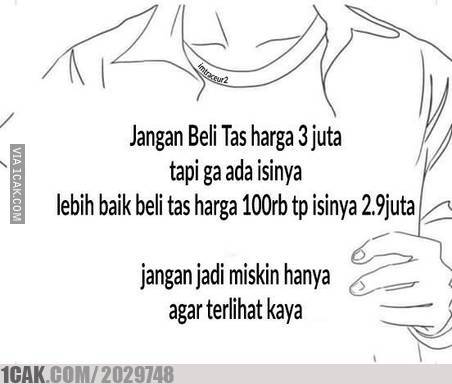 imtraceur2
Jangan Beli Tas harga 3 juta
tapi ga ada isinya
lebih baik beli tas harga 100rb tp isinya 2.9juta
jangan jadi miskin hanya
agar terlihat kaya
VIA 1CAK.COM
1CAK.COM/2029748